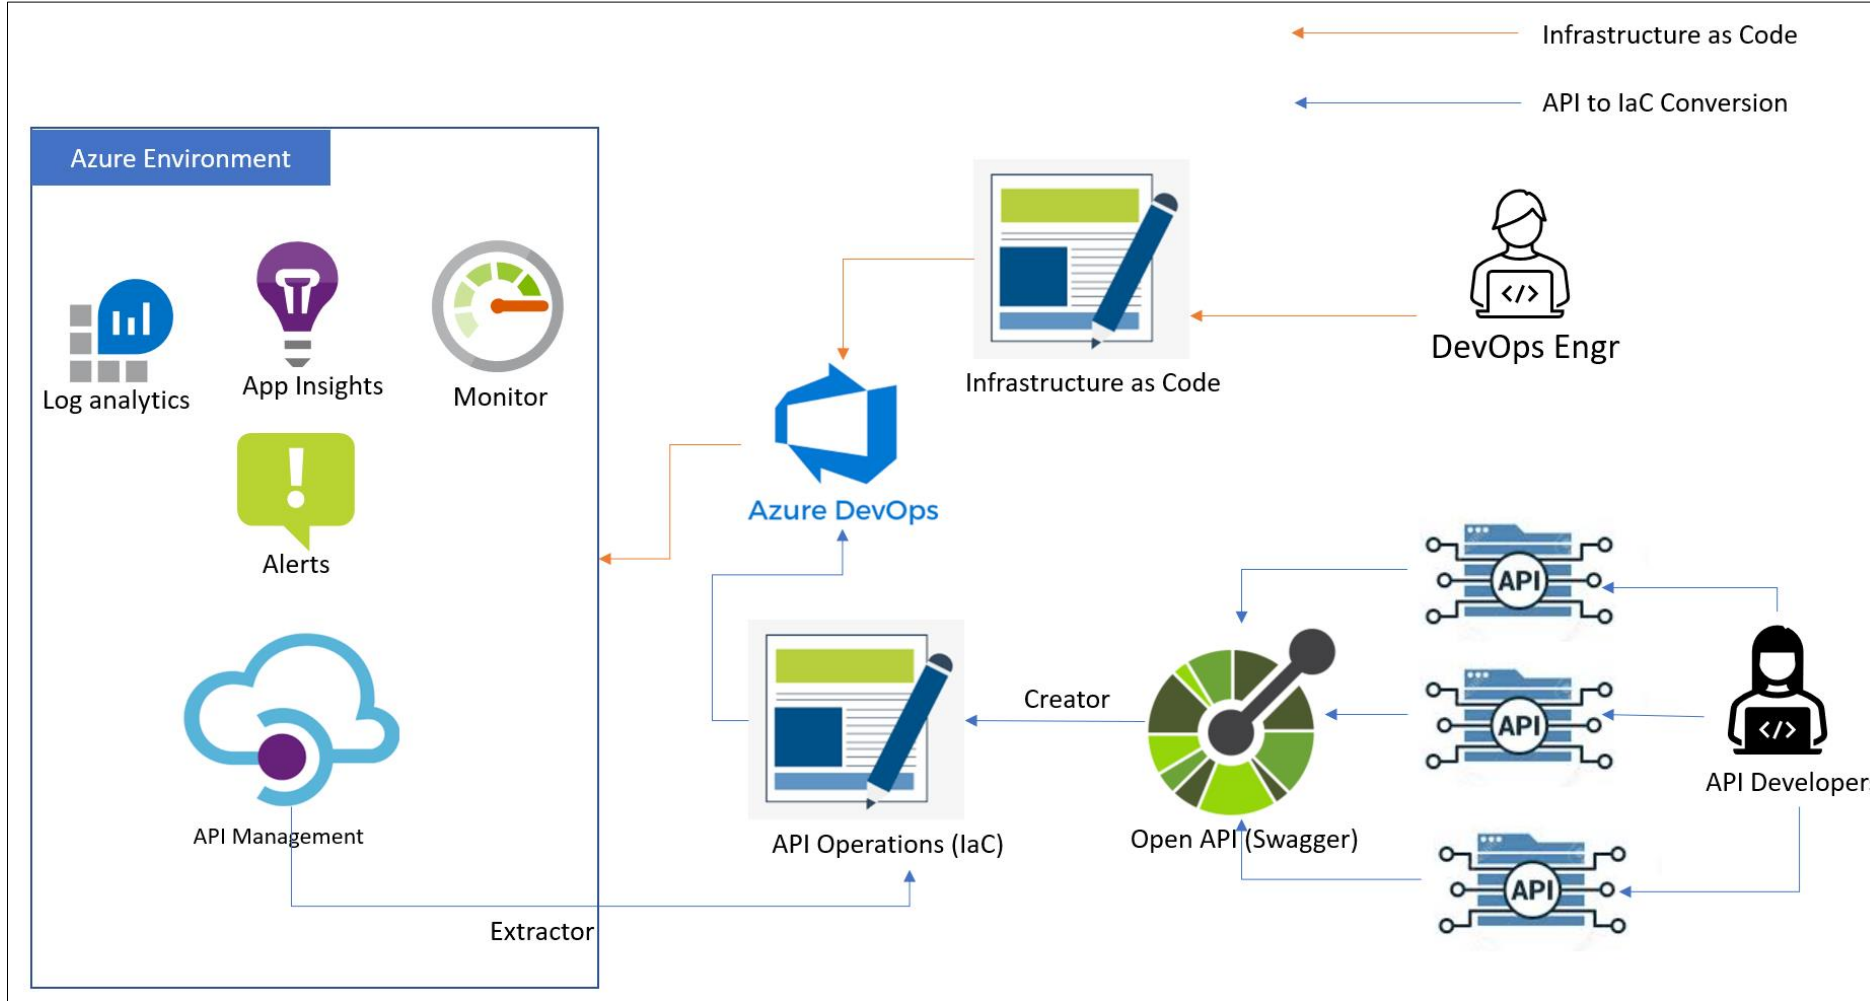 Infrastructure as Code
API to IaC Conversion
Azure Environment
Log analytics
App Insights
Monitor
Alerts
API Management
Extractor
Infrastructure as Code
</>
DevOps Engr
Azure DevOps
API Operations (IaC)
Creator
Open API (Swagger)
API
API
API
</>
API Developers